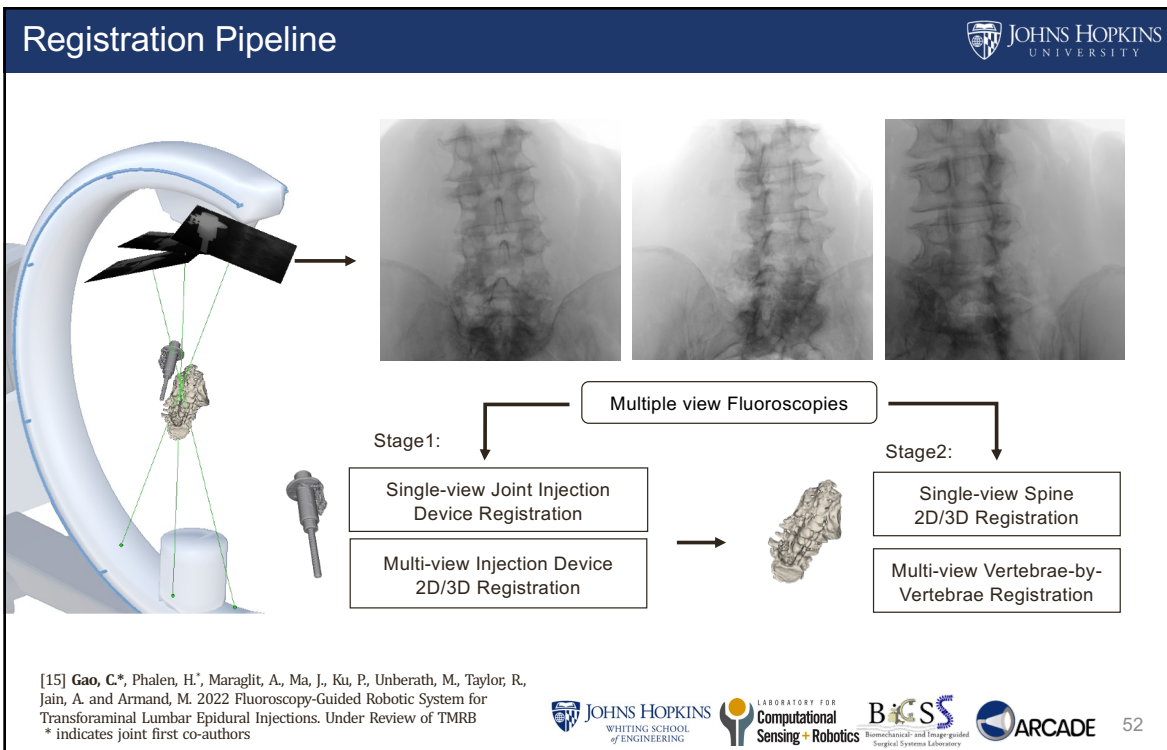 Registration Pipeline
JOHNS HOPKINS
UNIVERSITY
Multiple view Fluoroscopies
Stage1:
Single-view Joint Injection
Device Registration
Multi-view Injection Device
2D/3D Registration
Stage2:
Single-view Spine
2D/3D Registration
Multi-view Vertebrae-by-
Vertebrae Registration
[15] Gao, C.*, Phalen, H.*, Maraglit, A., Ma, J., Ku, P., Unberath, M., Taylor, R.,
Jain, A. and Armand, M. 2022 Fluoroscopy-Guided Robotic System for
Transforaminal Lumbar Epidural Injections. Under Review of TMRB
* indicates joint first co-authors
JOHNS HOPKINS
WHITING SCHOOL
of ENGINEERING
LABORATORY FOR
Computational
Sensing + Robotics
BiGSS
Biomechanical- and Image-guided
Surgical Systems Laboratory
ARCADE
52